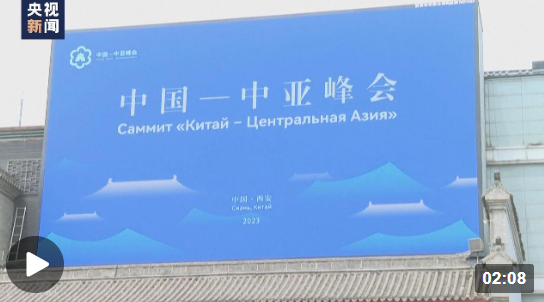 央视
新闻
中国—中亚峰会
中国—中亚峰会
Саммит «Китай – Центральная Азия»
中国·西安
Сиань, Китай
2023
02:08